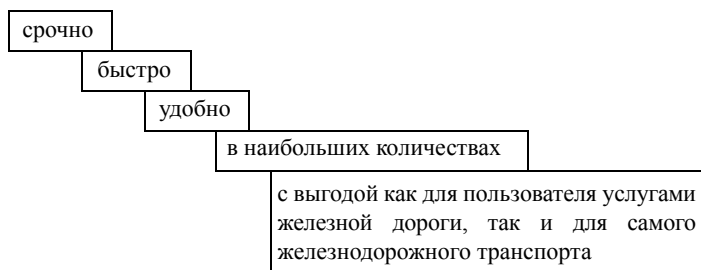 срочно
быстро
удобно
в наибольших количествах
с выгодой как для пользователя услугами
железной дороги, так и для самого
железнодорожного транспорта